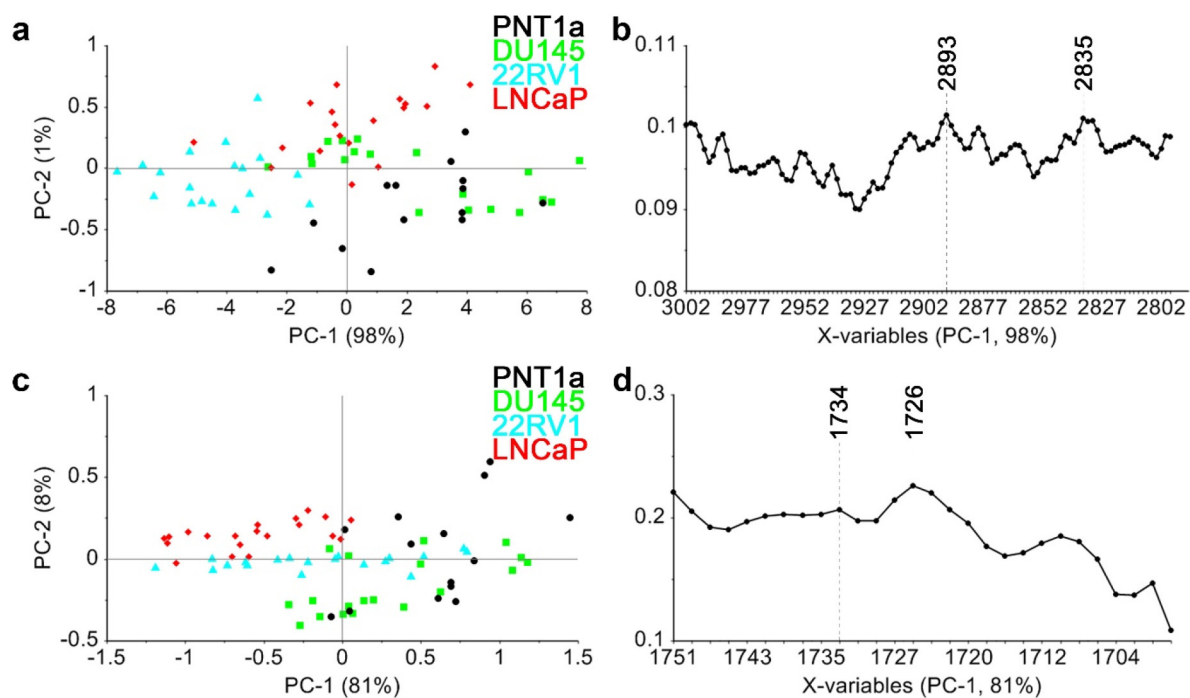 a
1
0.5
0
-0.5
-1
PC-2 (1%)
-8
-6
-4
-2
0
2
4
6
8
PC-1 (98%)
PNT1a
DU145
22RV1
LNCaP
b
0.11
0.1
0.09
0.08
2893
2835
3002 2977 2952 2927 2902 2877 2852 2827 2802
X-variables (PC-1, 98%)
c
1
0.5
0
-0.5
PC-2 (8%)
-1.5
-1
-0.5
0
0.5
1
1.5
PC-1 (81%)
PNT1a
DU145
22RV1
LNCaP
d
0.3
0.2
0.1
1734
1726
1751 1743 1735 1727 1720 1712 1704
X-variables (PC-1, 81%)